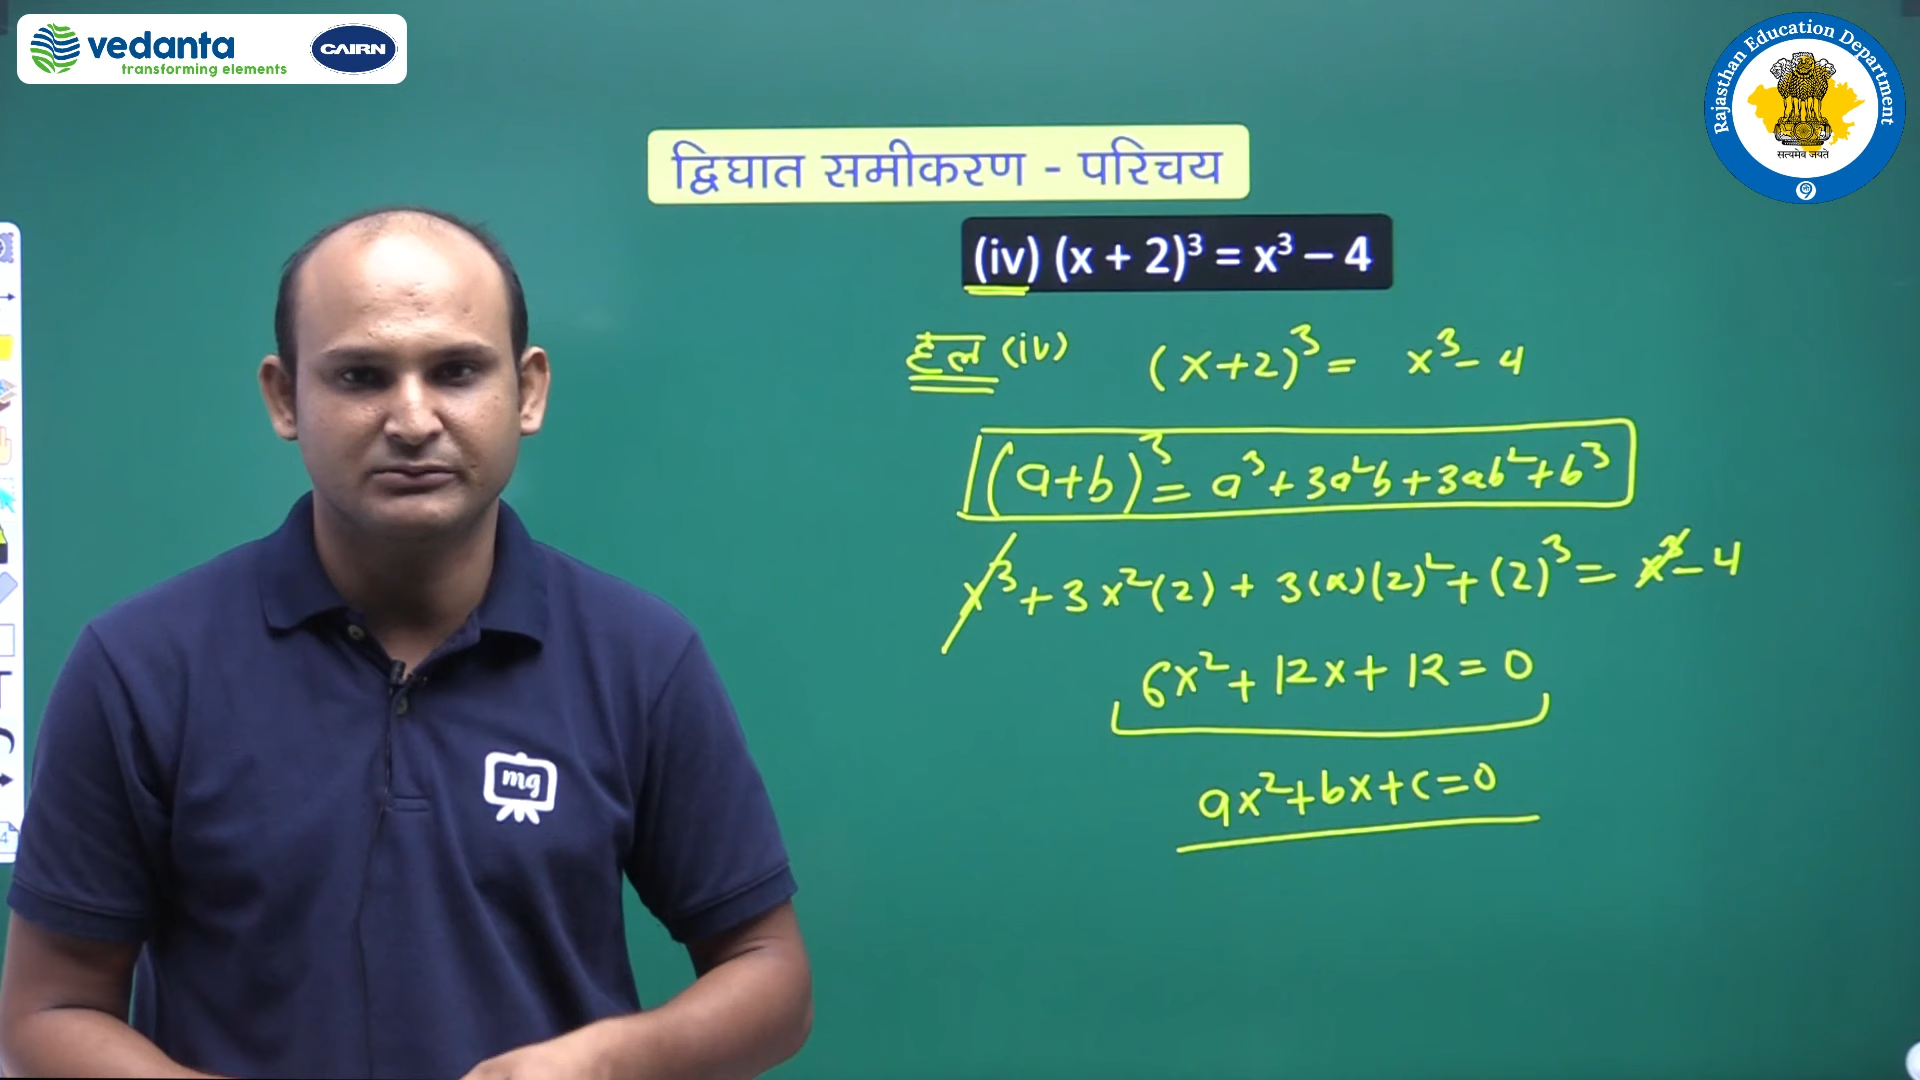 vedanta
transforming elements
CAIRN
Rajasthan Education Department
सत्यमेव जयते
द्विघात समीकरण - परिचय
(iv) (x + 2)³ = x³ – 4
हल (iv) (x+2)³ = x³ - 4
(a+b)³ = a³+3a²b+3ab²+b³
x³ + 3x²(2) + 3(x)(2)² + (2)³ = x³ - 4
6x² + 12x + 12 = 0
ax²+bx+c=0
mg